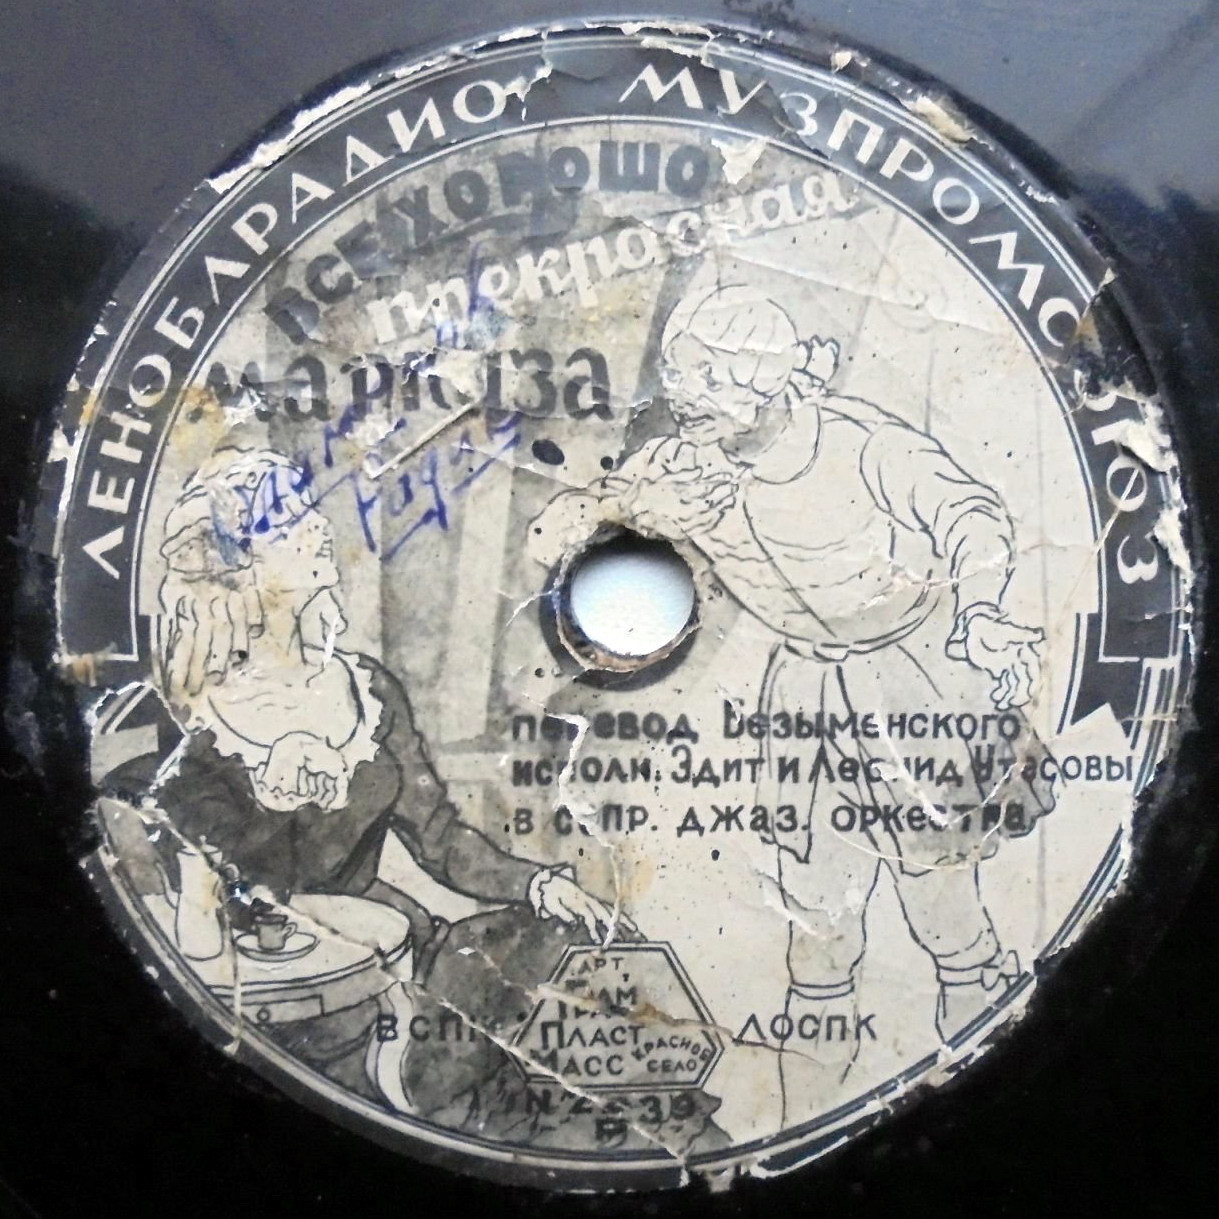 ЛЕНОБЛРАДИО МУЗПРОМСОЮЗ
ВСЕ ХОРОШО
прекрасная
маркиза
перевод Безыменского
исполн. Эдит и Леонид Утесовы
в сопр. джаз. оркестра
АРТ.
ГРАМ
ПЛАСТ
МАСС КРАСНОЕ
СЕЛО
ВСПК ЛОСПК